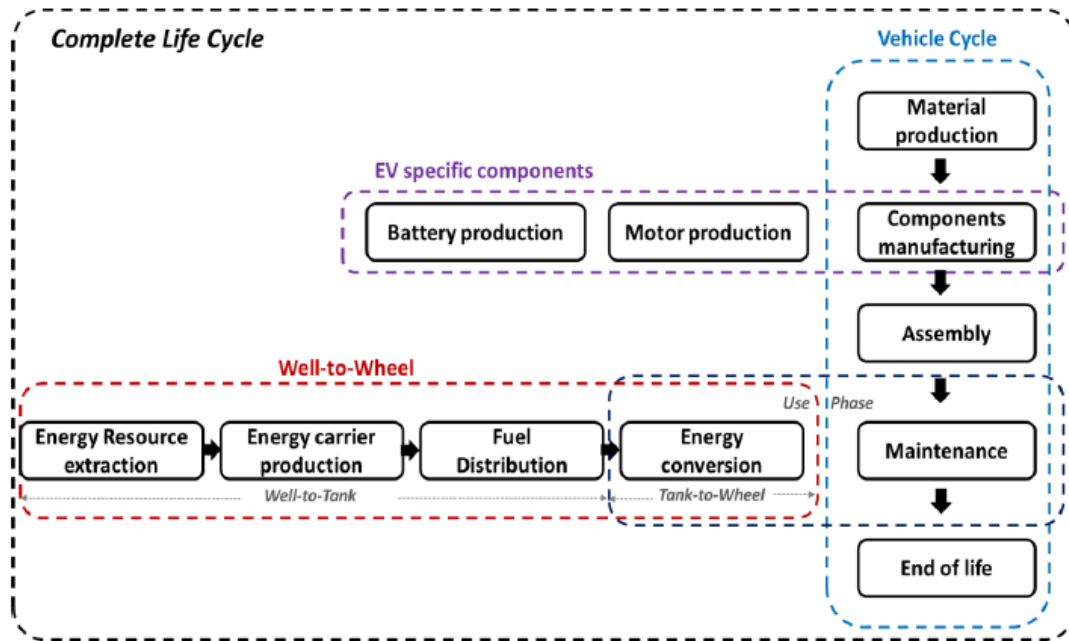 Complete Life Cycle
Vehicle Cycle
Material
production
EV specific components
Battery production
Motor production
Components
manufacturing
Assembly
Well-to-Wheel
Use Phase
Energy Resource
extraction
Energy carrier
production
Fuel
Distribution
Energy
conversion
Maintenance
Well-to-Tank
Tank-to-Wheel
End of life